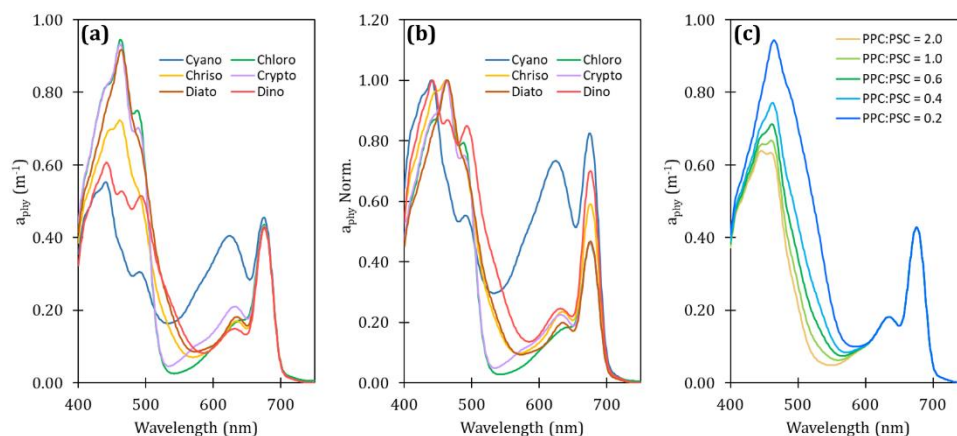 (a)
Cyano Chloro
Chriso Crypto
Diato Dino
1.00
0.80
0.60
0.40
0.20
0.00
a_phy (m⁻¹)
400 500 600 700
Wavelength (nm)
(b)
Cyano Chloro
Chriso Crypto
Diato Dino
1.20
1.00
0.80
0.60
0.40
0.20
0.00
a_phy Norm.
400 500 600 700
Wavelength (nm)
(c)
PPC:PSC = 2.0
PPC:PSC = 1.0
PPC:PSC = 0.6
PPC:PSC = 0.4
PPC:PSC = 0.2
1.00
0.80
0.60
0.40
0.20
0.00
a_phy (m⁻¹)
400 500 600 700
Wavelength (nm)